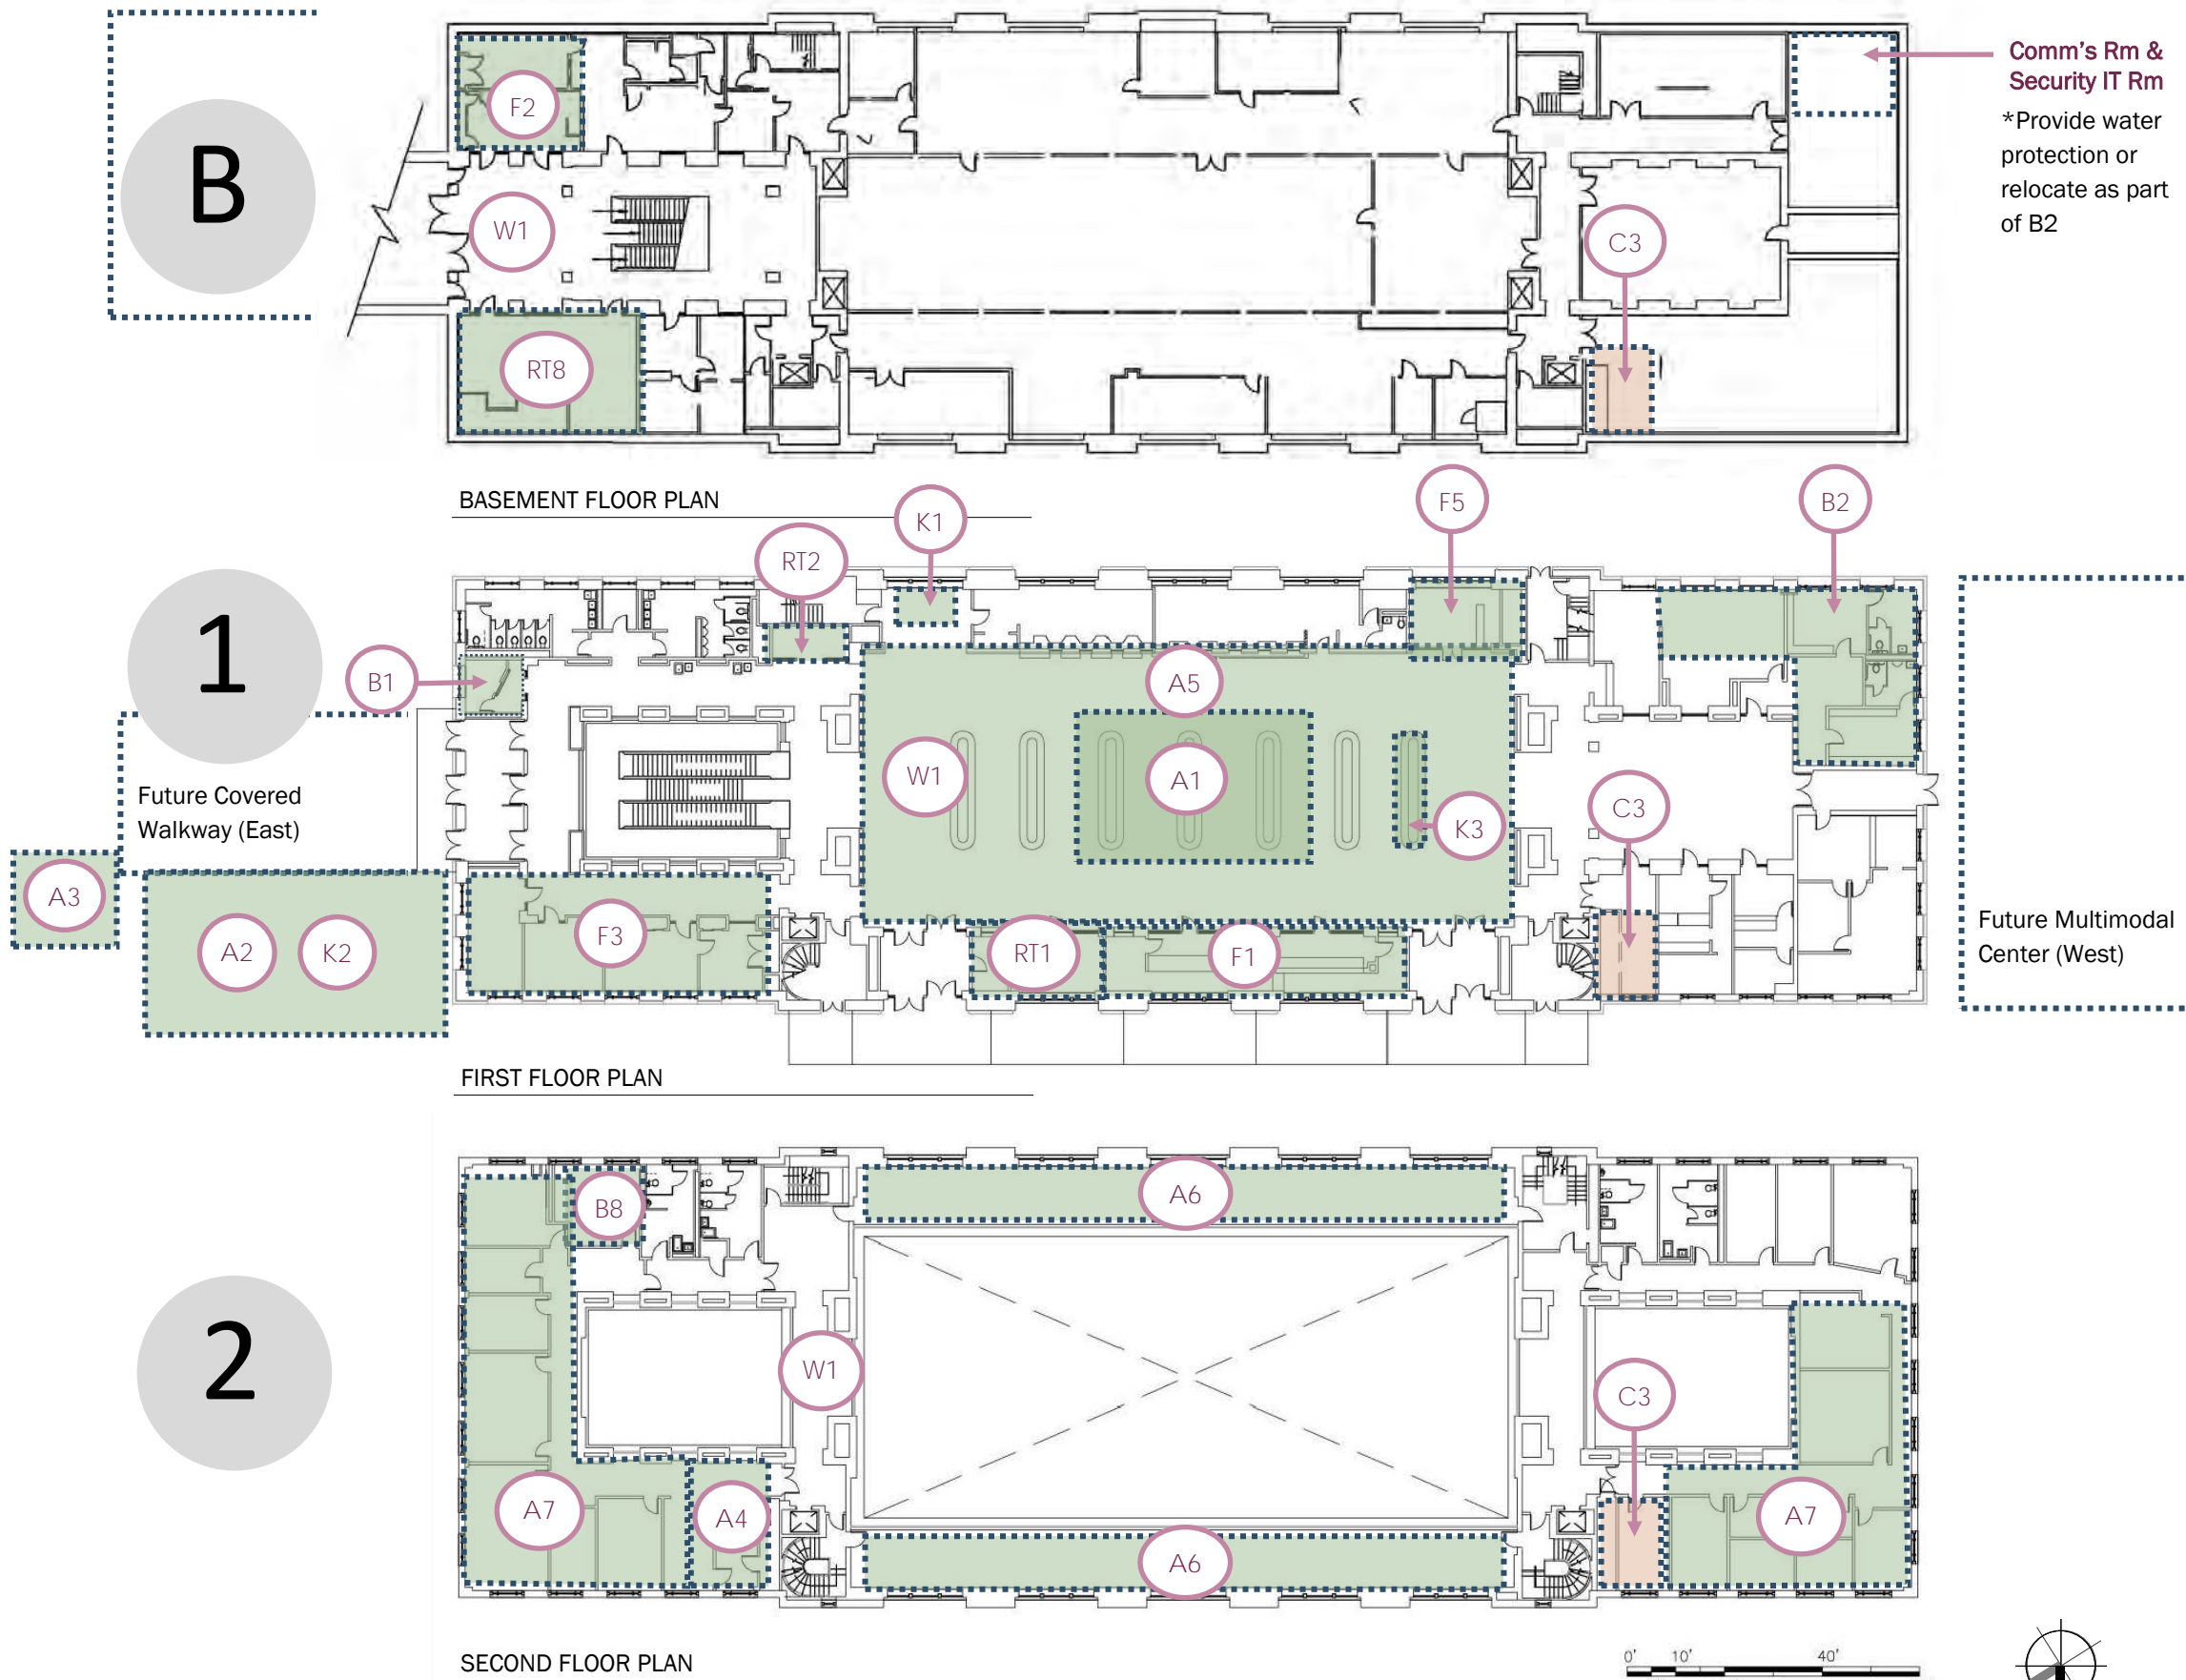 B
F2
W1
RT8
C3
Comm's Rm &
Security IT Rm
*Provide water
protection or
relocate as part
of B2
BASEMENT FLOOR PLAN
1
K1
RT2
F5
B2
B1
A5
W1
A1
K3
C3
Future Covered
Walkway (East)
A3
A2
K2
F3
RT1
F1
Future Multimodal
Center (West)
FIRST FLOOR PLAN
2
B8
A6
W1
C3
A7
A4
A6
A7
SECOND FLOOR PLAN
0' 10' 40'